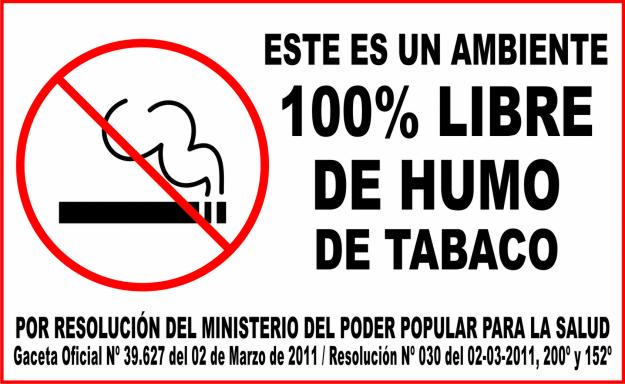 ESTE ES UN AMBIENTE
100% LIBRE
DE HUMO
DE TABACO
POR RESOLUCIÓN DEL MINISTERIO DEL PODER POPULAR PARA LA SALUD
Gaceta Oficial Nº 39.627 del 02 de Marzo de 2011 / Resolución Nº 030 del 02-03-2011, 200º y 152º